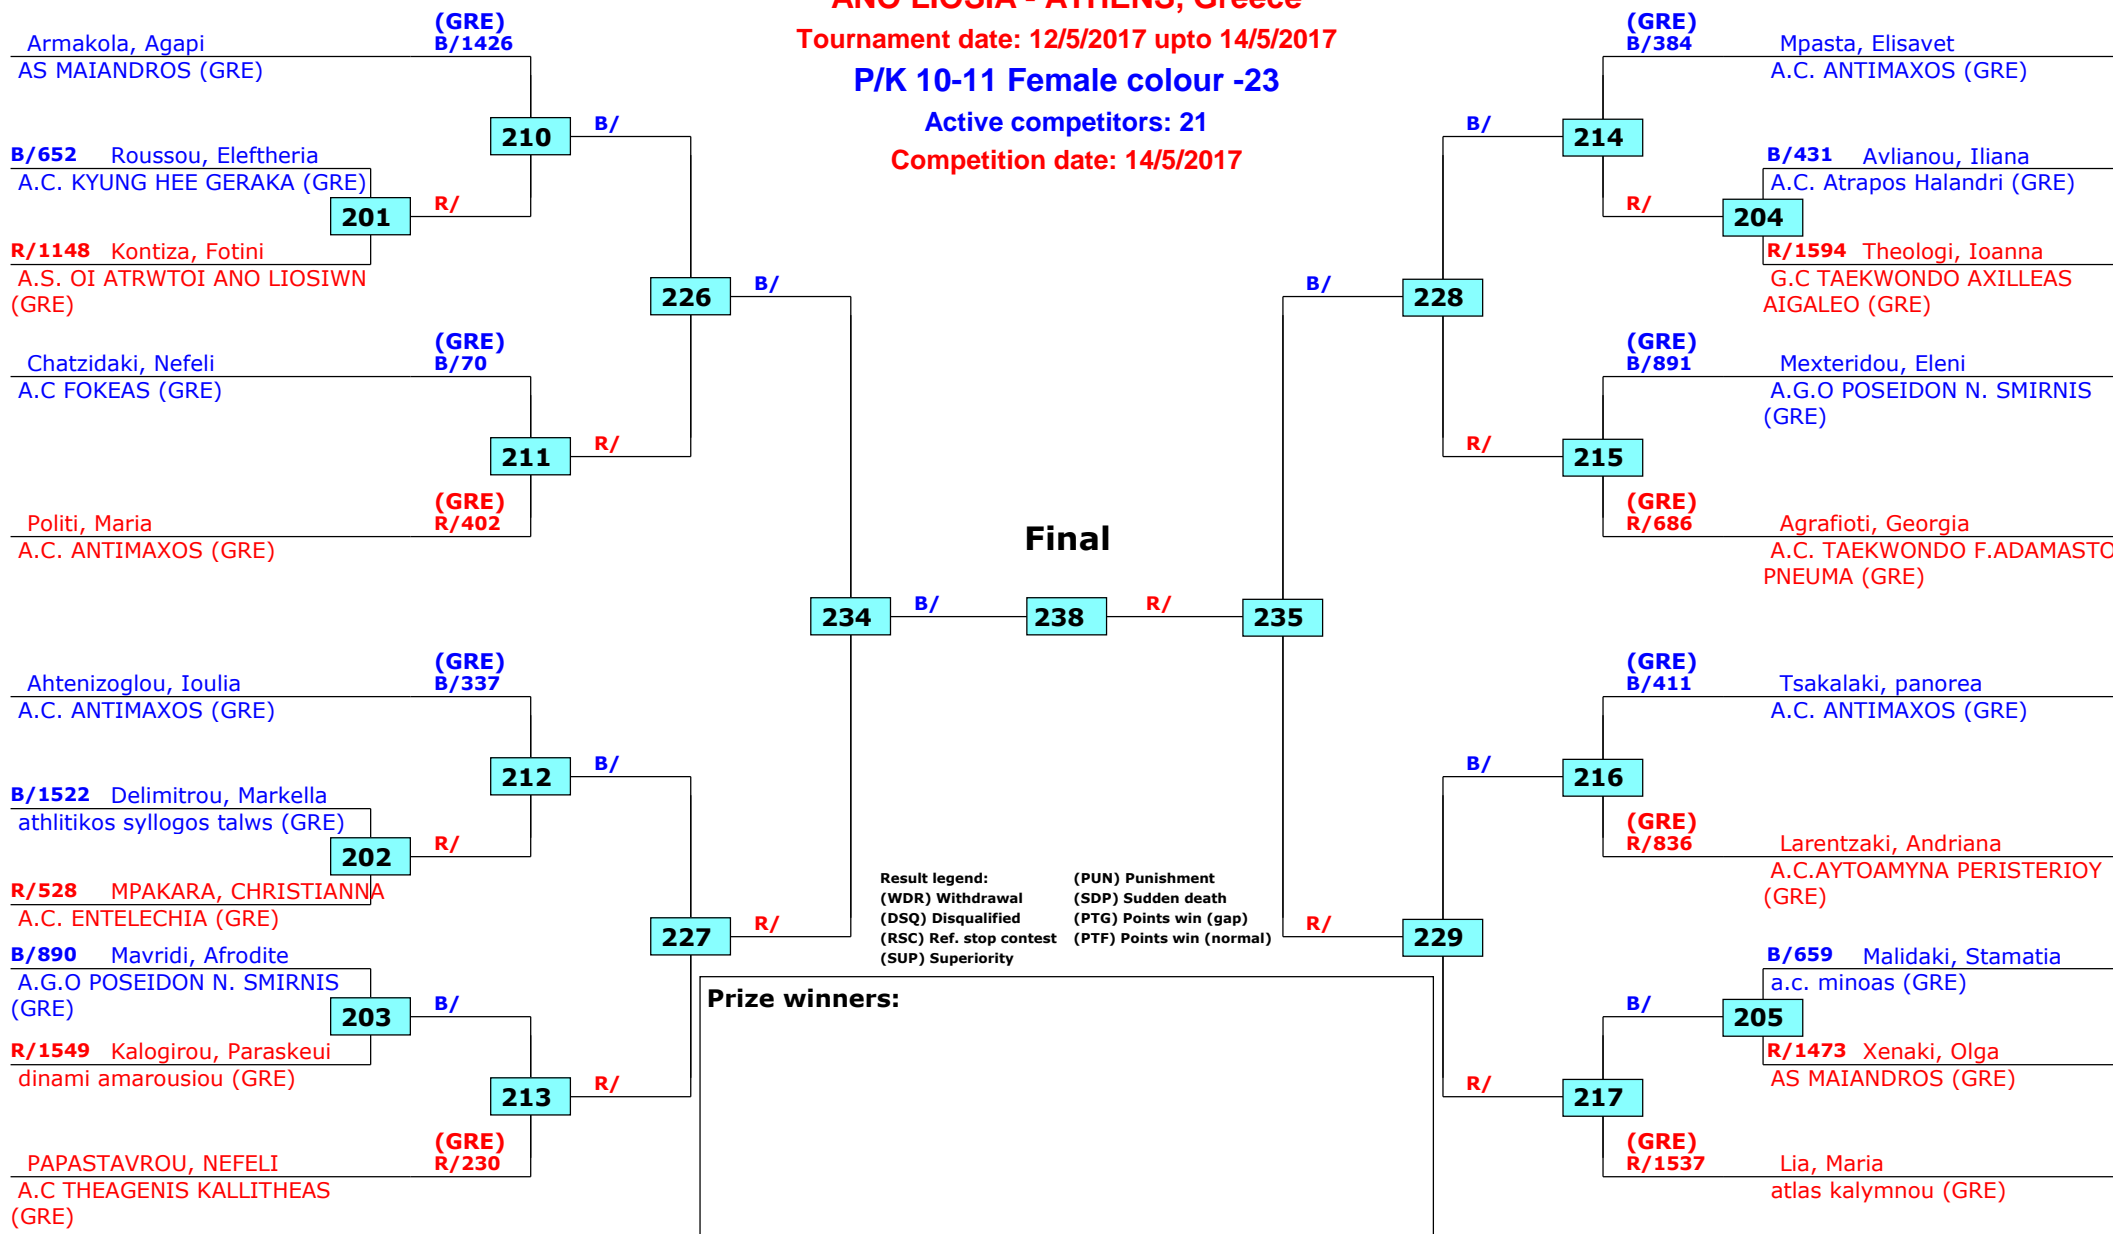 ANO LIOSIA - ATHENS, Greece
Tournament date: 12/5/2017 upto 14/5/2017
P/K 10-11 Female colour -23
Active competitors: 21
Competition date: 14/5/2017
(GRE)
Armakola, Agapi B/1426
AS MAIANDROS (GRE)
210
B/
B/652 Roussou, Eleftheria
A.C. KYUNG HEE GERAKA (GRE)
201
R/
R/1148 Kontiza, Fotini
A.S. OI ATRWTOI ANO LIOSIWN
(GRE)
226
B/
(GRE)
Chatzidaki, Nefeli B/70
A.C FOKEAS (GRE)
211
R/
(GRE)
Politi, Maria R/402
A.C. ANTIMAXOS (GRE)
234
B/
(GRE)
Ahtenizoglou, Ioulia B/337
A.C. ANTIMAXOS (GRE)
212
B/
B/1522 Delimitrou, Markella
athlitikos syllogos talws (GRE)
202
R/
R/528 MPAKARA, CHRISTIANNA
A.C. ENTELECHIA (GRE)
227
R/
B/890 Mavridi, Afrodite
A.G.O POSEIDON N. SMIRNIS
(GRE)
203
B/
R/1549 Kalogirou, Paraskeui
dinami amarousiou (GRE)
213
R/
(GRE)
PAPASTAVROU, NEFELI R/230
A.C THEAGENIS KALLITHEAS
(GRE)
Final
238
R/
235
(GRE)
B/384 Mpasta, Elisavet
A.C. ANTIMAXOS (GRE)
B/
214
B/431 Avlianou, Iliana
A.C. Atrapos Halandri (GRE)
R/
204
R/1594 Theologi, Ioanna
G.C TAEKWONDO AXILLEAS
AIGALEO (GRE)
B/
228
(GRE)
B/891 Mexteridou, Eleni
A.G.O POSEIDON N. SMIRNIS
(GRE)
R/
215
(GRE)
R/686 Agrafioti, Georgia
A.C. TAEKWONDO F.ADAMASTO
PNEUMA (GRE)
(GRE)
B/411 Tsakalaki, panorea
A.C. ANTIMAXOS (GRE)
B/
216
(GRE)
R/836 Larentzaki, Andriana
A.C.AYTOAMYNA PERISTERIOY
(GRE)
R/
229
B/659 Malidaki, Stamatia
a.c. minoas (GRE)
B/
205
R/1473 Xenaki, Olga
AS MAIANDROS (GRE)
R/
217
(GRE)
R/1537 Lia, Maria
atlas kalymnou (GRE)
Result legend: (PUN) Punishment
(WDR) Withdrawal (SDP) Sudden death
(DSQ) Disqualified (PTG) Points win (gap)
(RSC) Ref. stop contest (PTF) Points win (normal)
(SUP) Superiority
Prize winners: